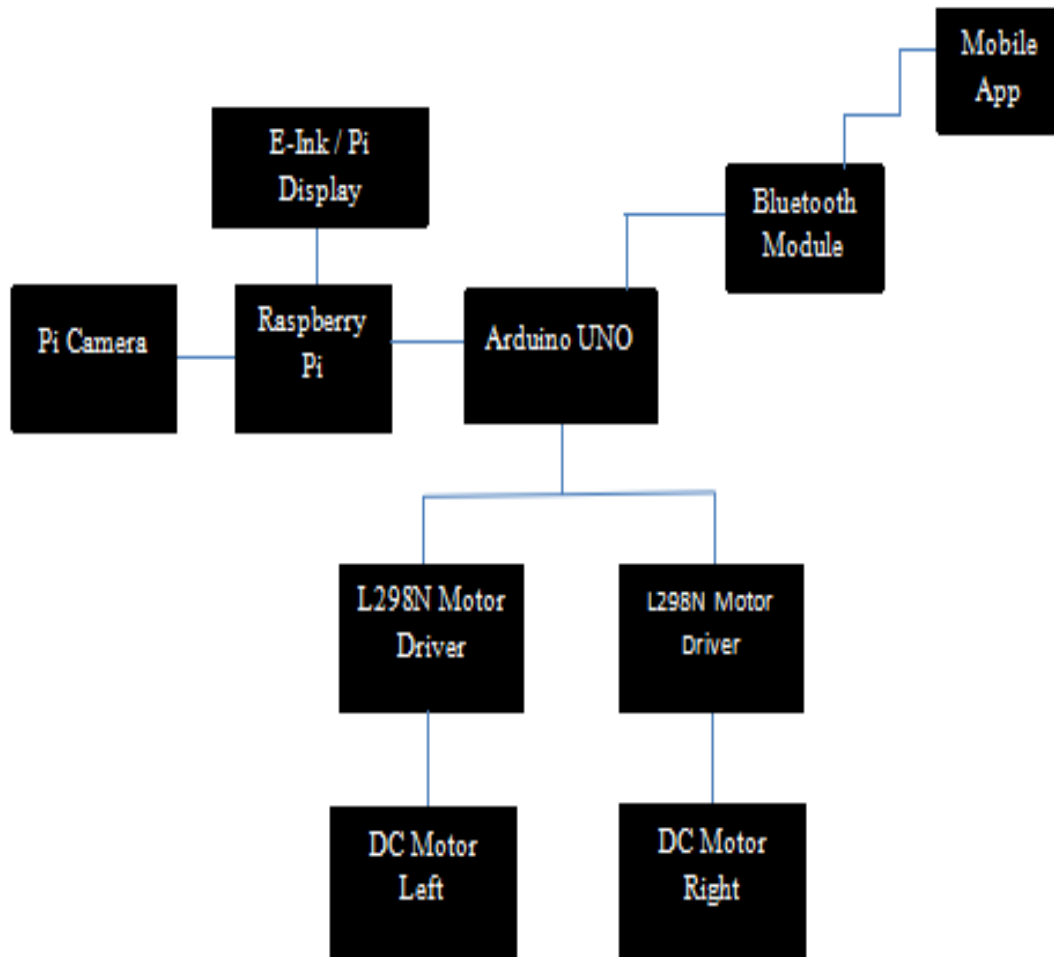 Mobile
App
E-Ink / Pi
Display
Bluetooth
Module
Pi Camera
Raspberry
Pi
Arduino UNO
L298N Motor
Driver
L298N Motor
Driver
DC Motor
Left
DC Motor
Right